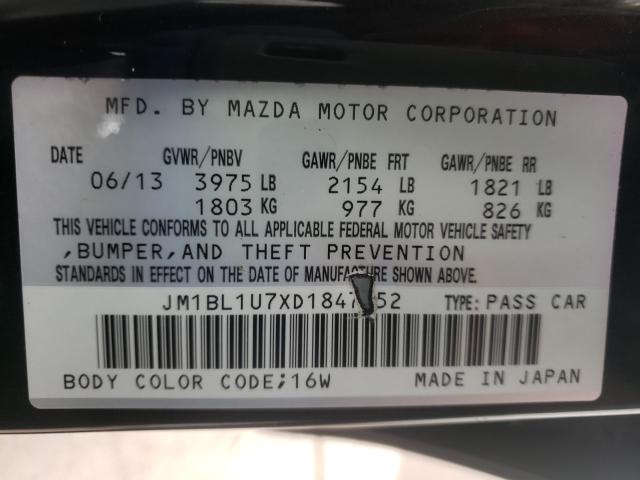 MFD. BY MAZDA MOTOR CORPORATION
DATE GVWR/PNBV GAWR/PNBE FRT GAWR/PNBE RR
06/13 3975 LB 2154 LB 1821 LB
1803 KG 977 KG 826 KG
THIS VEHICLE CONFORMS TO ALL APPLICABLE FEDERAL MOTOR VEHICLE SAFETY
,BUMPER,AND THEFT PREVENTION
STANDARDS IN EFFECT ON THE DATE OF MANUFACTURE SHOWN ABOVE.
TYPE: PASS CAR
BODY COLOR CODE;16W MADE IN JAPAN